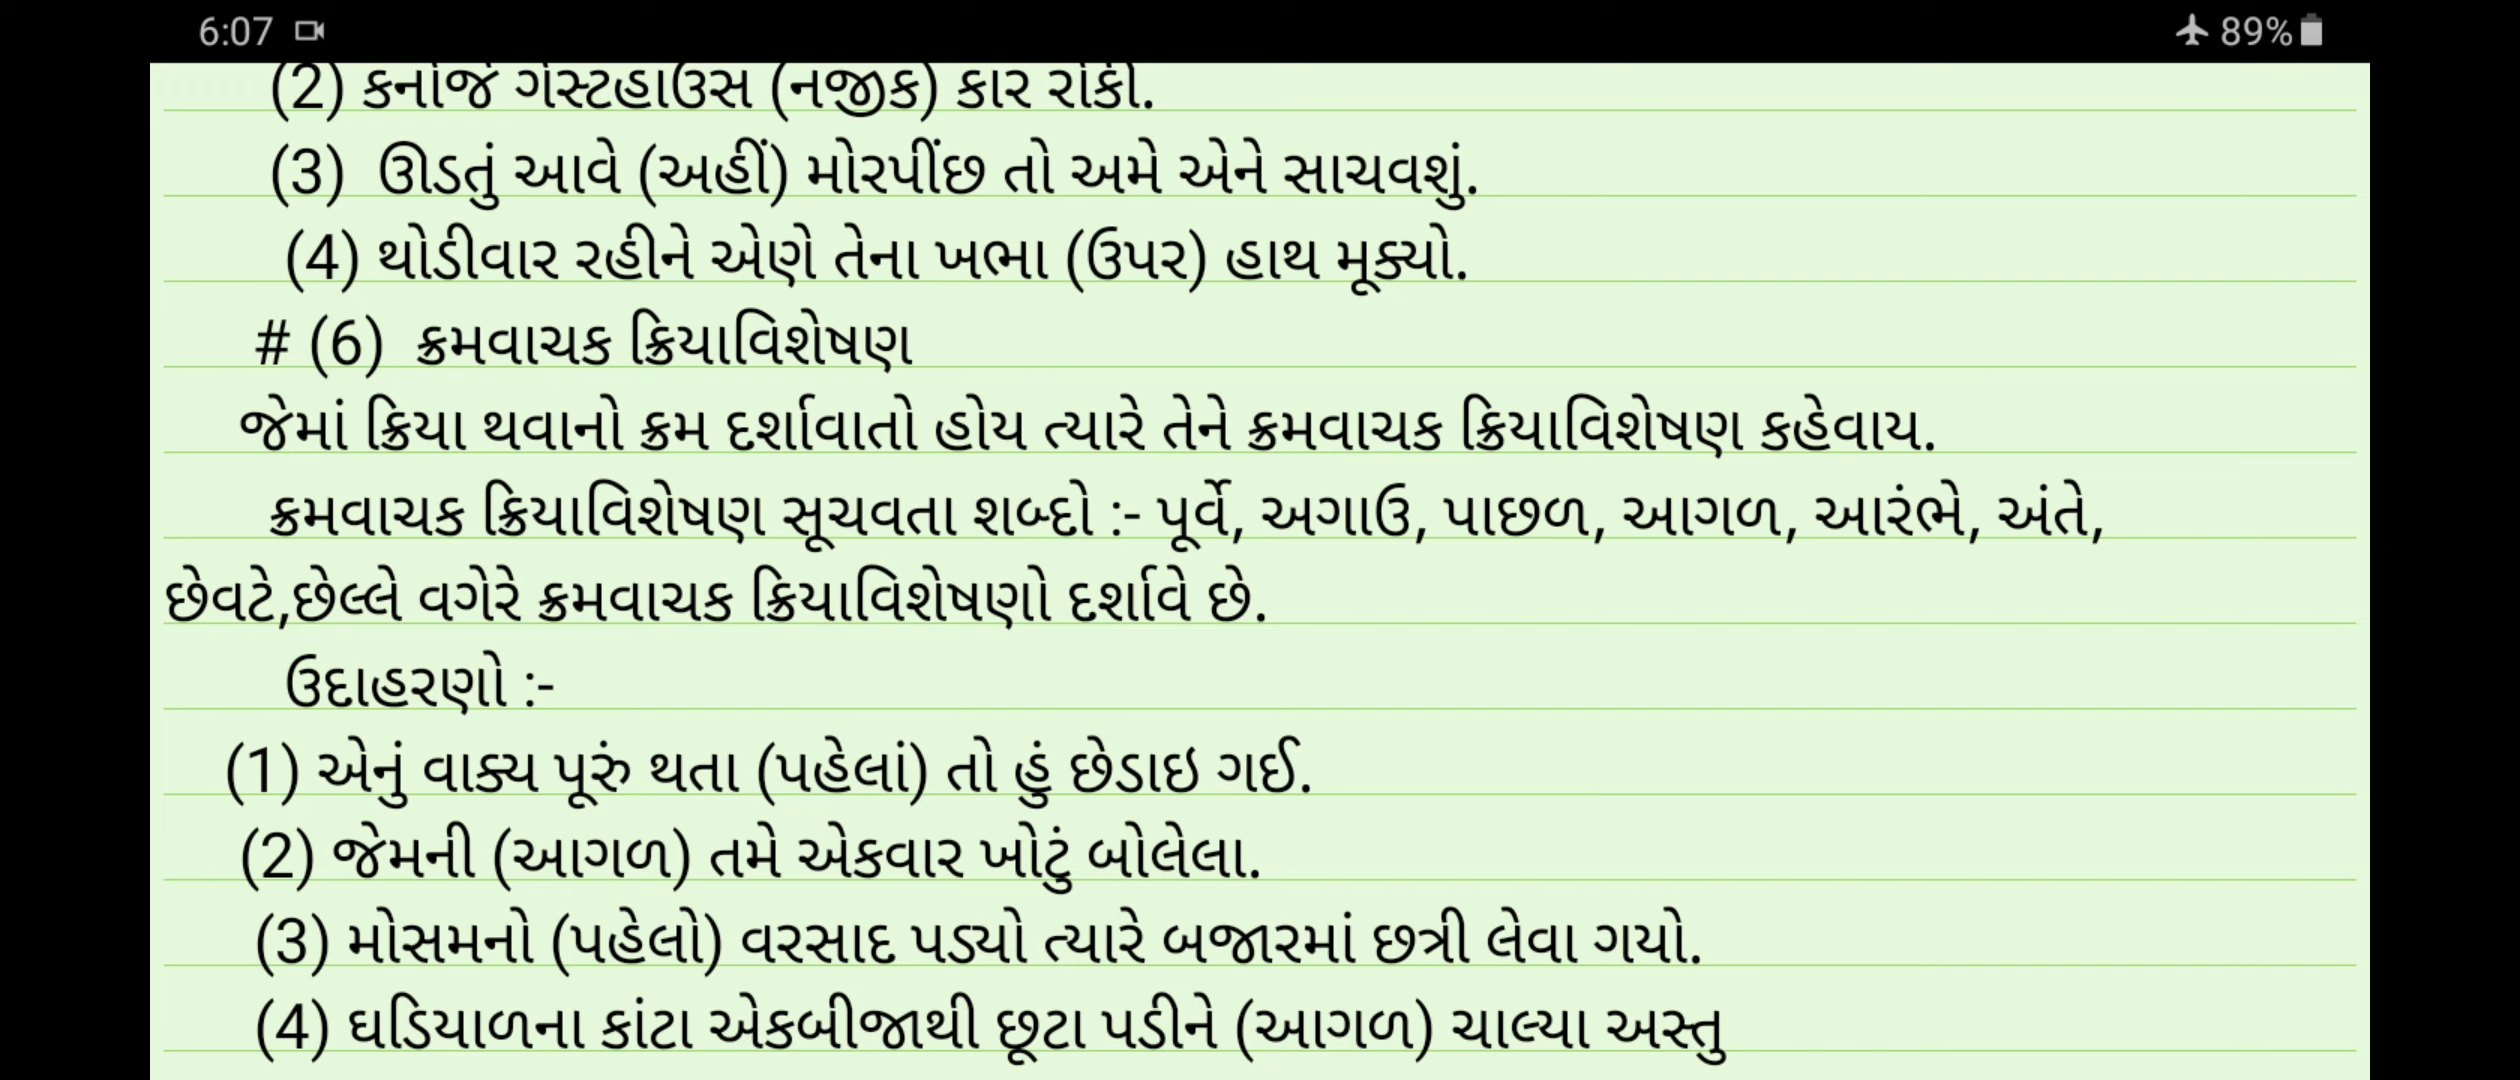 6:07 89%
(2) કનોજ ગેસ્ટહાઉસ (નજીક) કાર રોકી.
(3) ઊડતું આવે (અહીં) મોરપીંછ તો અમે એને સાચવશું.
(4) થોડીવાર રહીને એણે તેના ખભા (ઉપર) હાથ મૂક્યો.
# (6) ક્રમવાચક ક્રિયાવિશેષણ
જેમાં ક્રિયા થવાનો ક્રમ દર્શાવાતો હોય ત્યારે તેને ક્રમવાચક ક્રિયાવિશેષણ કહેવાય.
ક્રમવાચક ક્રિયાવિશેષણ સૂચવતા શબ્દો :- પૂર્વે, અગાઉ, પાછળ, આગળ, આરંભે, અંતે,
છેવટે,છેલ્લે વગેરે ક્રમવાચક ક્રિયાવિશેષણો દર્શાવે છે.
ઉદાહરણો :-
(1) એનું વાક્ય પૂરું થતા (પહેલાં) તો હું છેડાઇ ગઈ.
(2) જેમની (આગળ) તમે એકવાર ખોટું બોલેલા.
(3) મોસમનો (પહેલો) વરસાદ પડ્યો ત્યારે બજારમાં છત્રી લેવા ગયો.
(4) ઘડિયાળના કાંટા એકબીજાથી છૂટા પડીને (આગળ) ચાલ્યા અસ્તુ